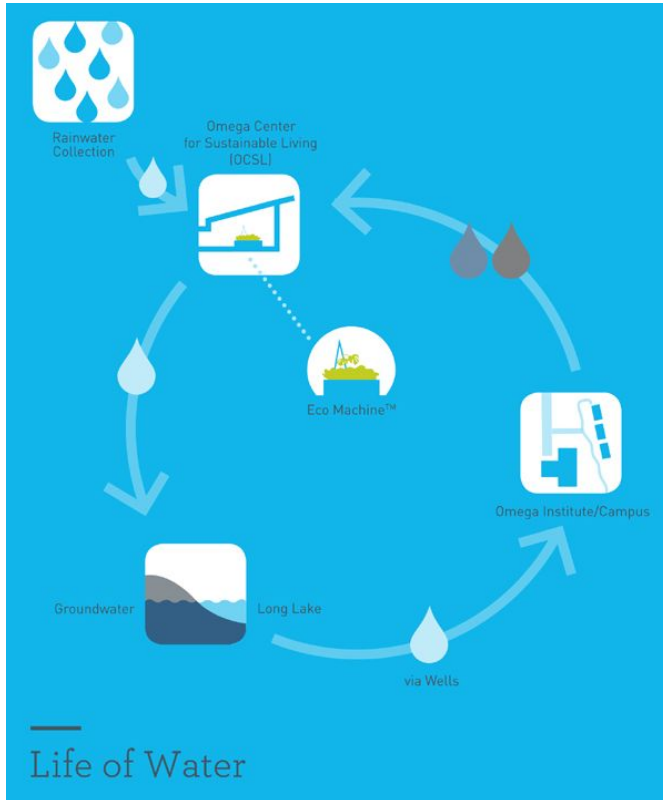 Rainwater
Collection
Omega Center
for Sustainable Living
(OCSL)
Eco Machine™
Omega Institute/Campus
Groundwater
Long Lake
via Wells
Life of Water